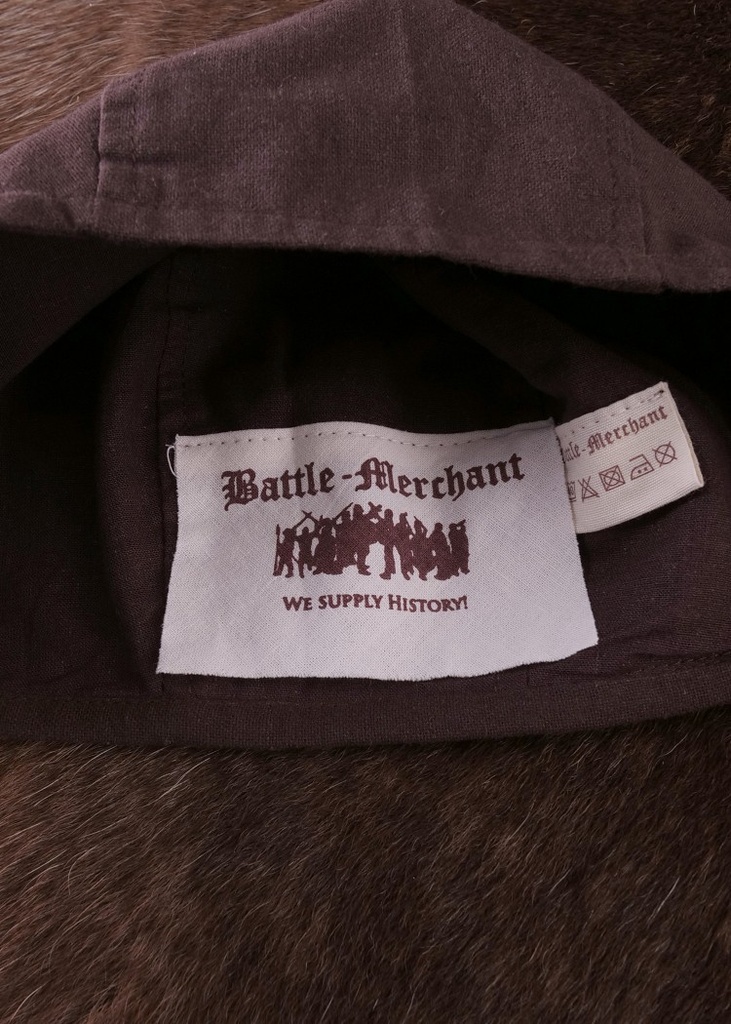 Battle-Merchant
WE SUPPLY HISTORY!
-Merchant